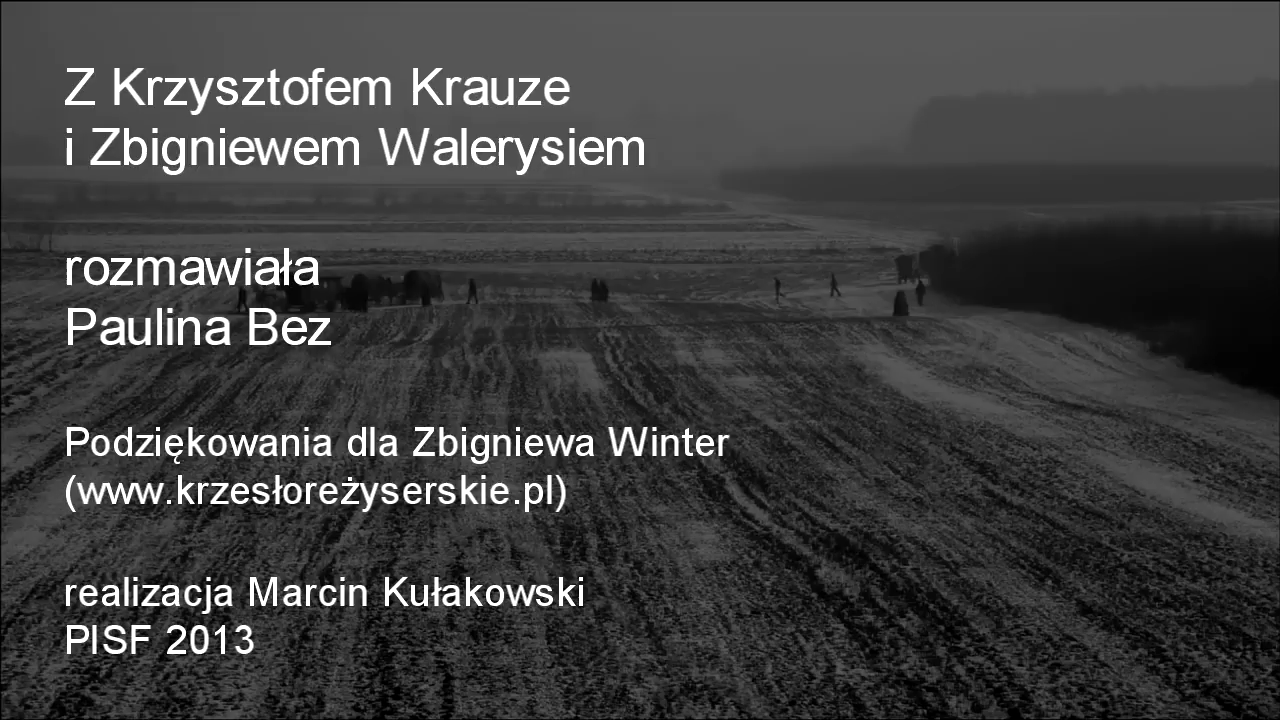 Z Krzysztofem Krauze
i Zbigniewem Walerysiem
rozmawiała
Paulina Bez
Podziękowania dla Zbigniewa Winter
(www.krzesłoreżyserskie.pl)
realizacja Marcin Kułakowski
PISF 2013